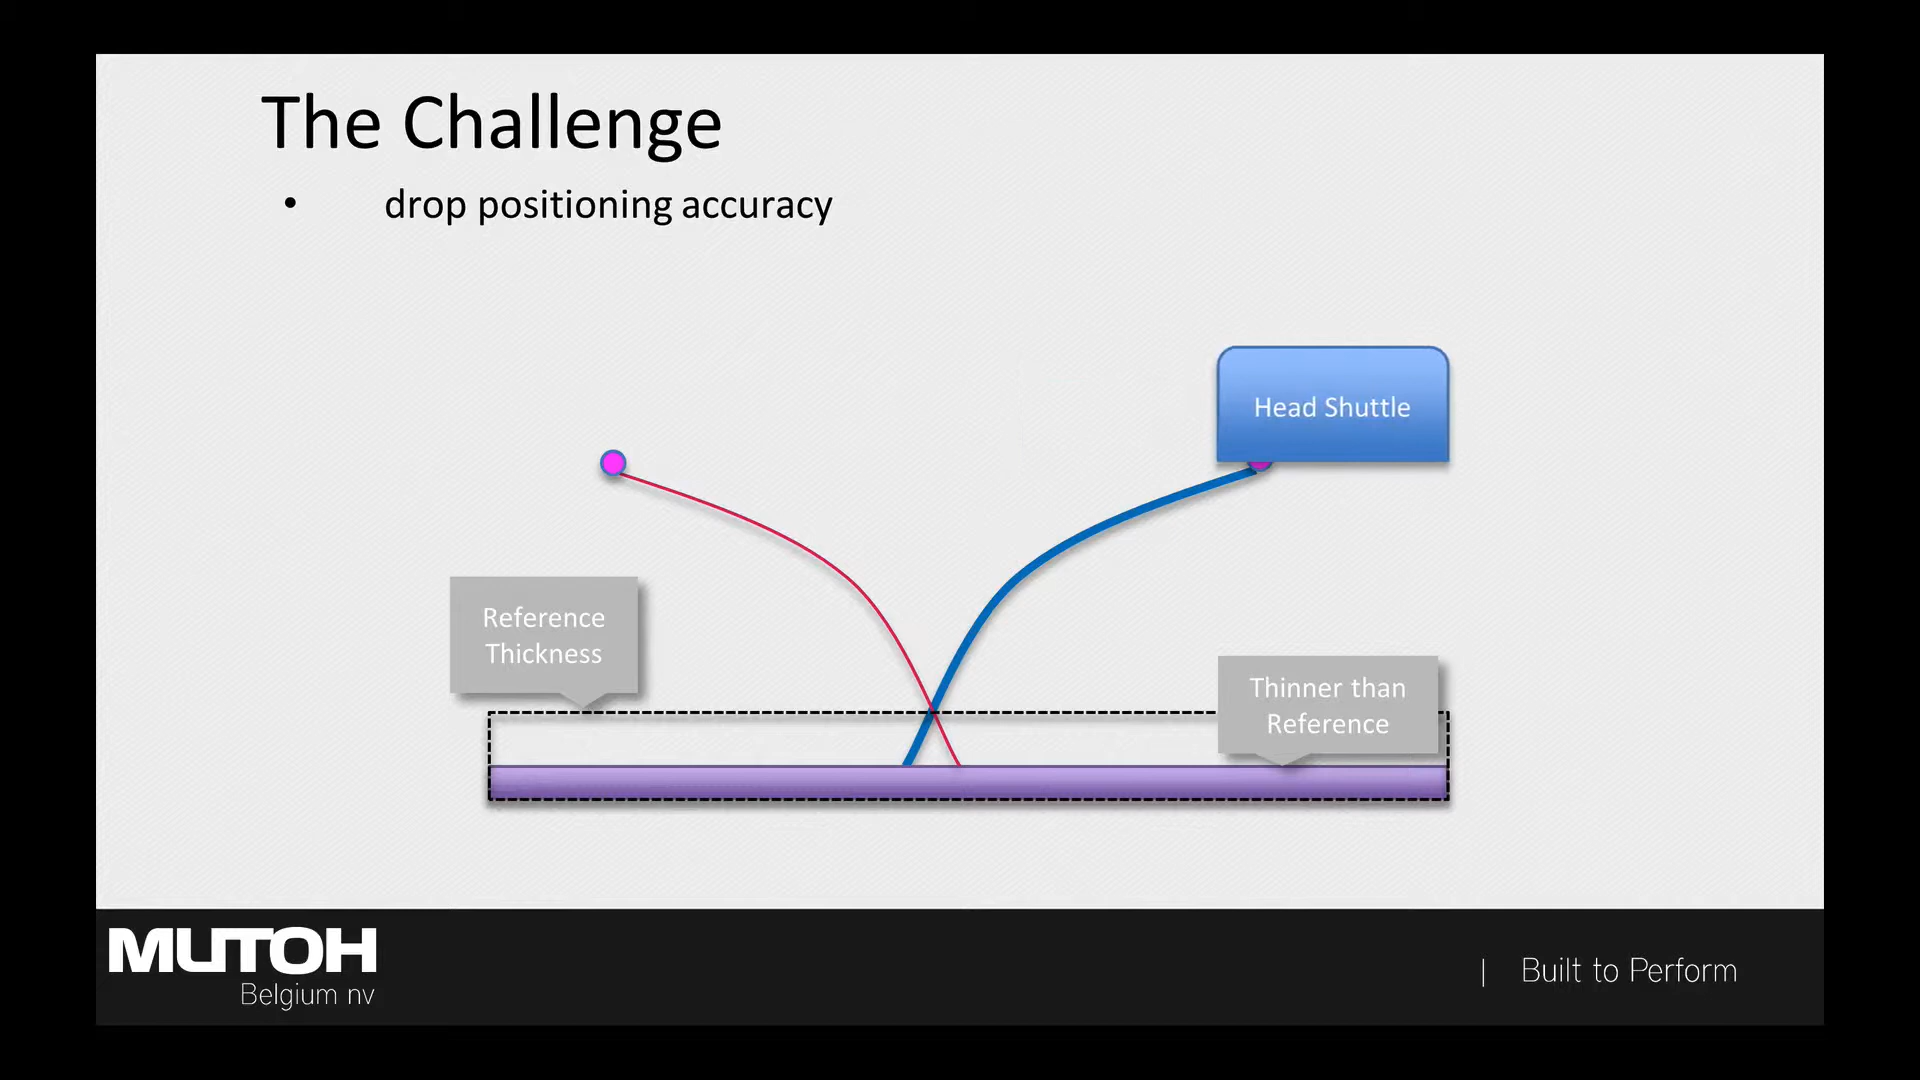 The Challenge
• drop positioning accuracy
Head Shuttle
Reference
Thickness
Thinner than
Reference
MUTOH
Belgium nv
| Built to Perform